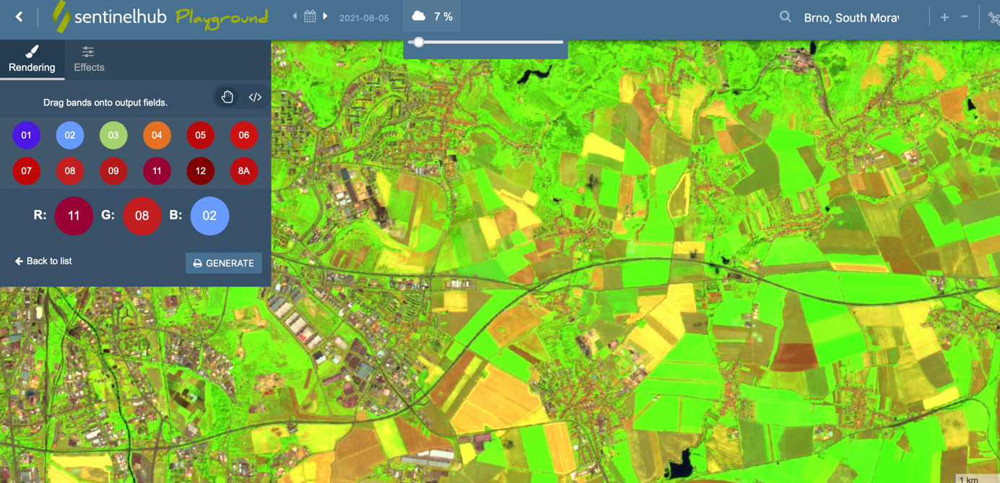 sentinelhub Playground
2021-08-05
7 %
Brno, South Mora
+ −
Rendering
Effects
Drag bands onto output fields.
</>
01 02 03 04 05 06
07 08 09 11 12 8A
R: 11 G: 08 B: 02
Back to list
GENERATE
1 km